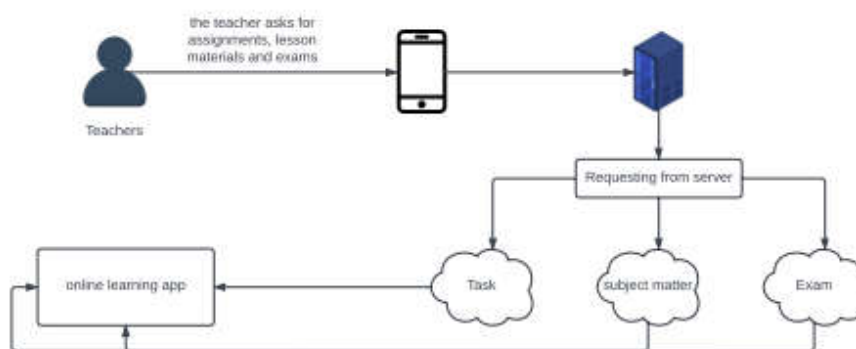 the teacher asks for
assignments, lesson
materials and exams
Teachers
Requesting from server
online learning app
Task
subject matter
Exam